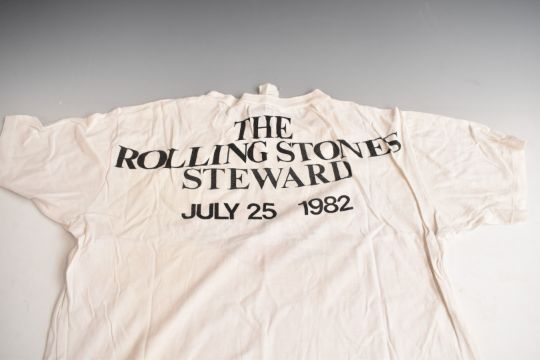 THE
ROLLING STONES
STEWARD
JULY 25 1982